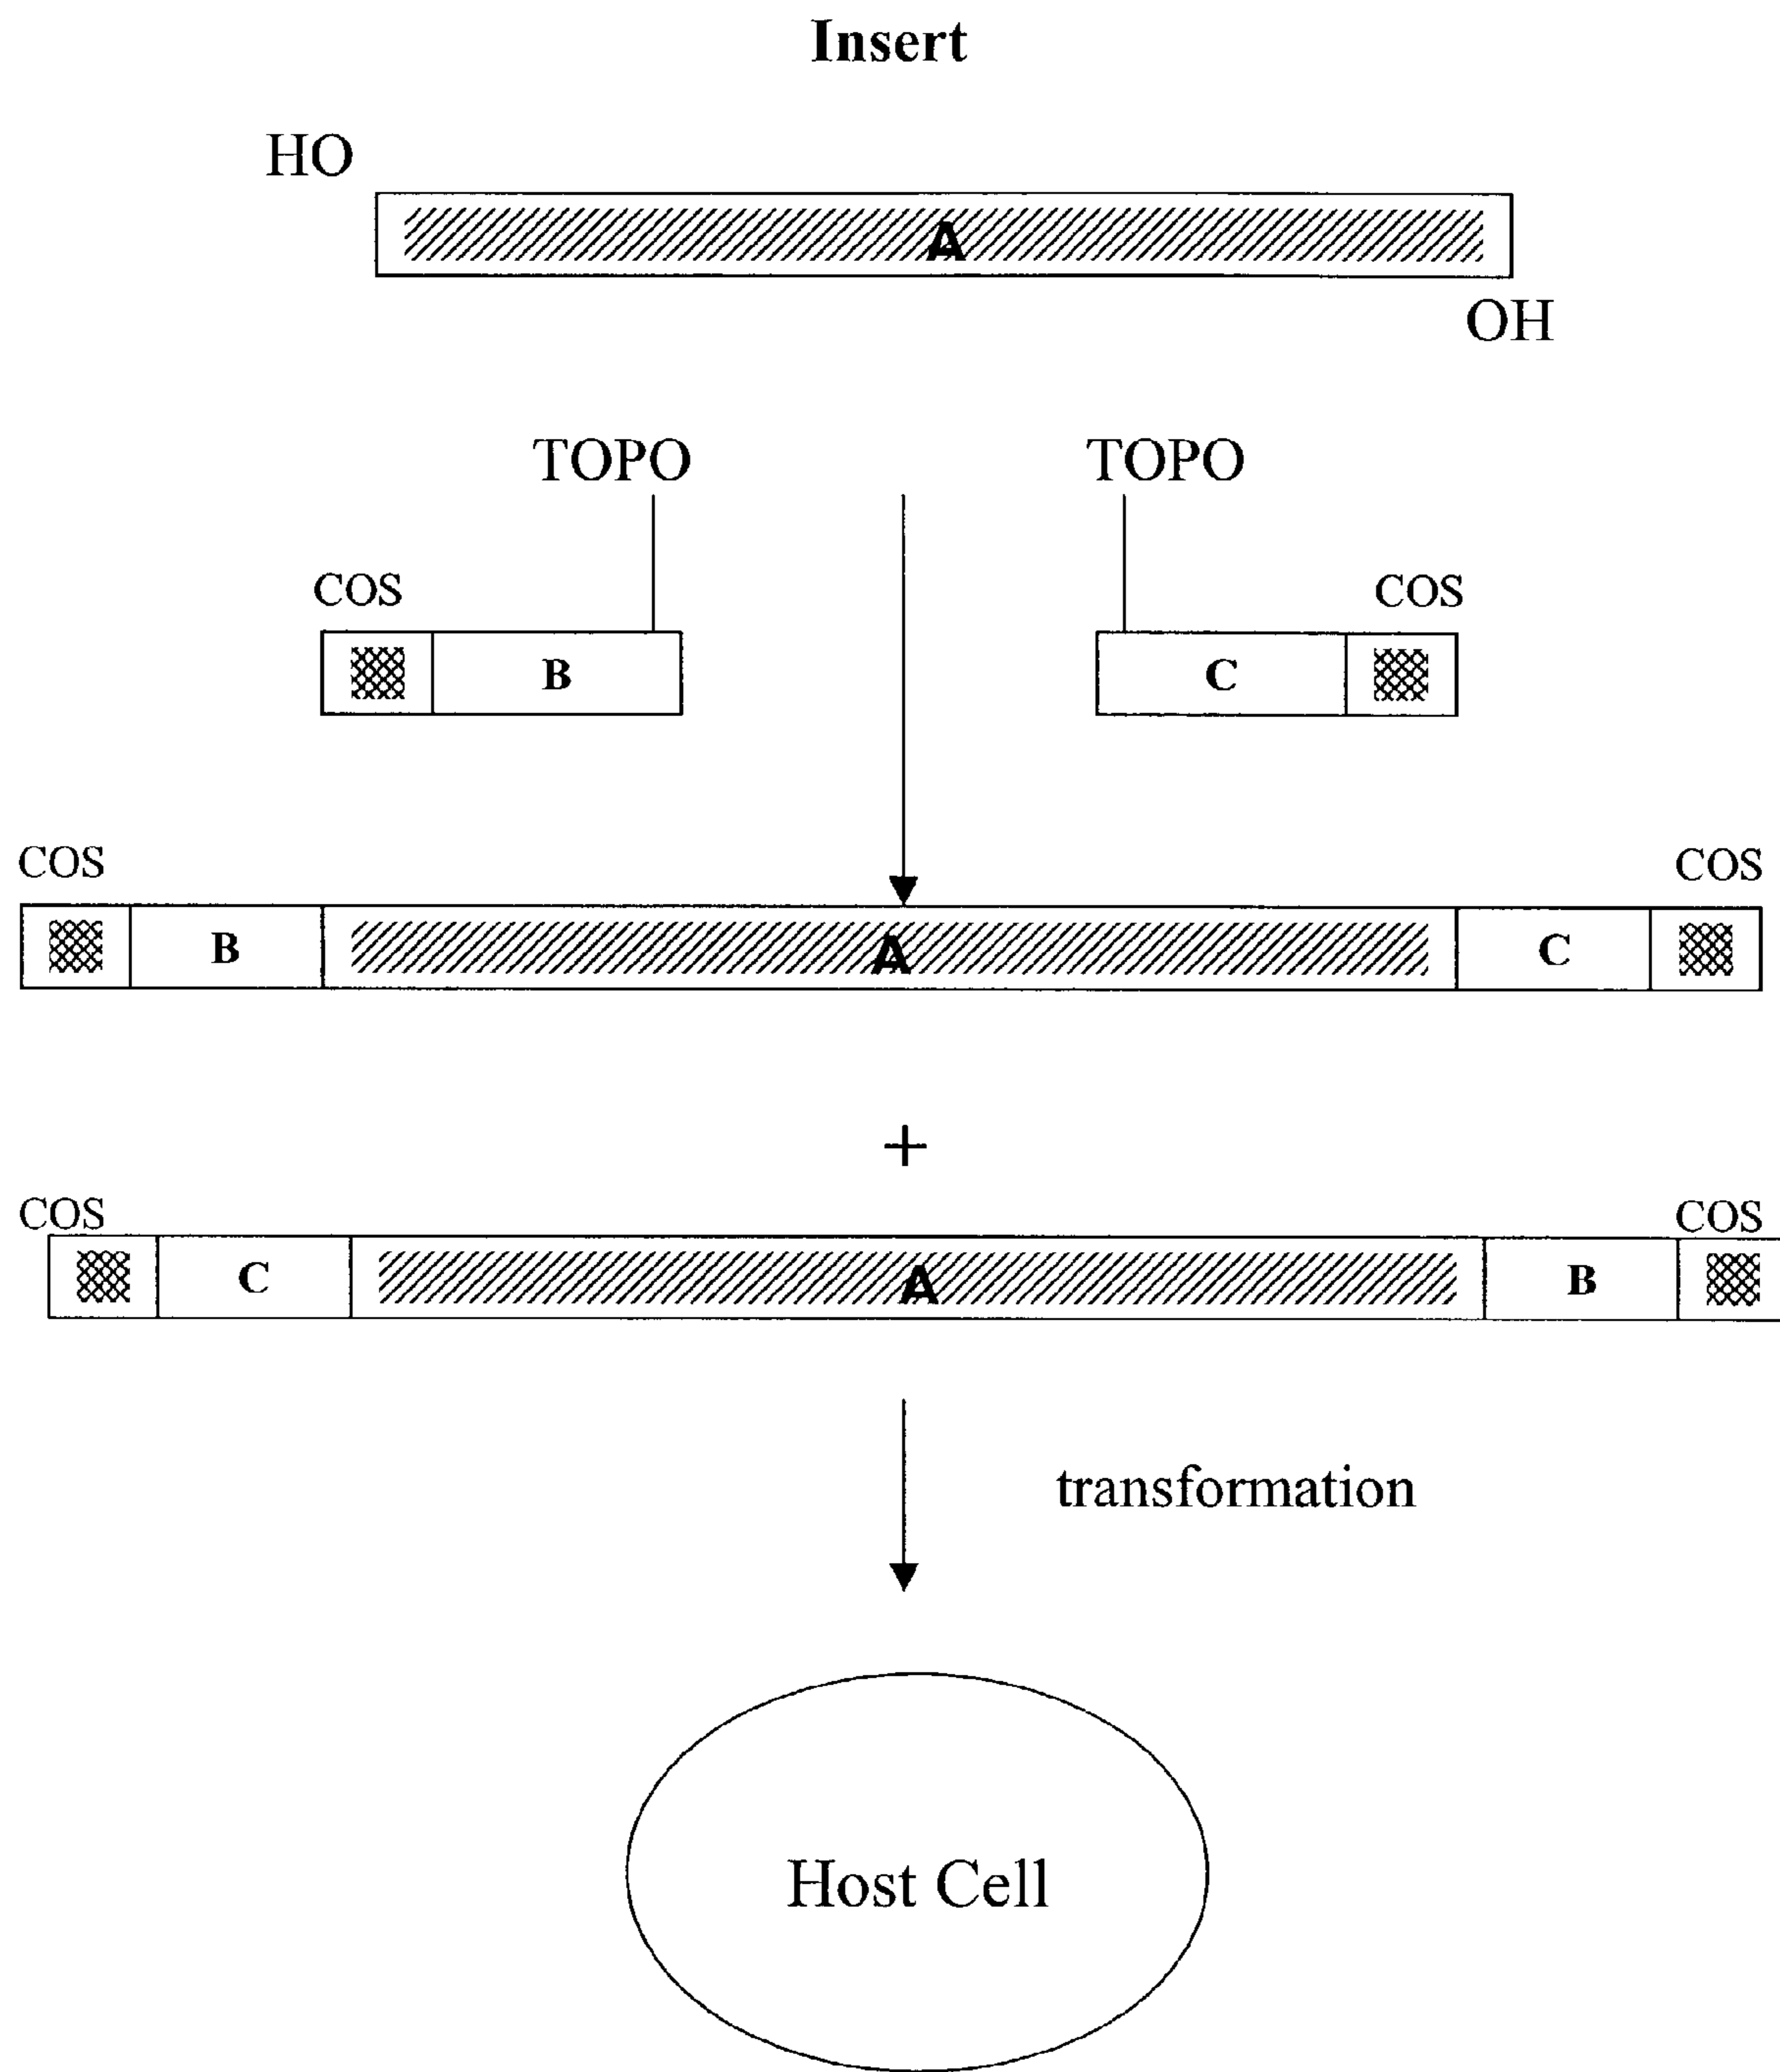 Insert
HO
A
OH
TOPO TOPO
COS COS
B C
COS COS
B A C
+
COS COS
C A B
transformation
Host Cell